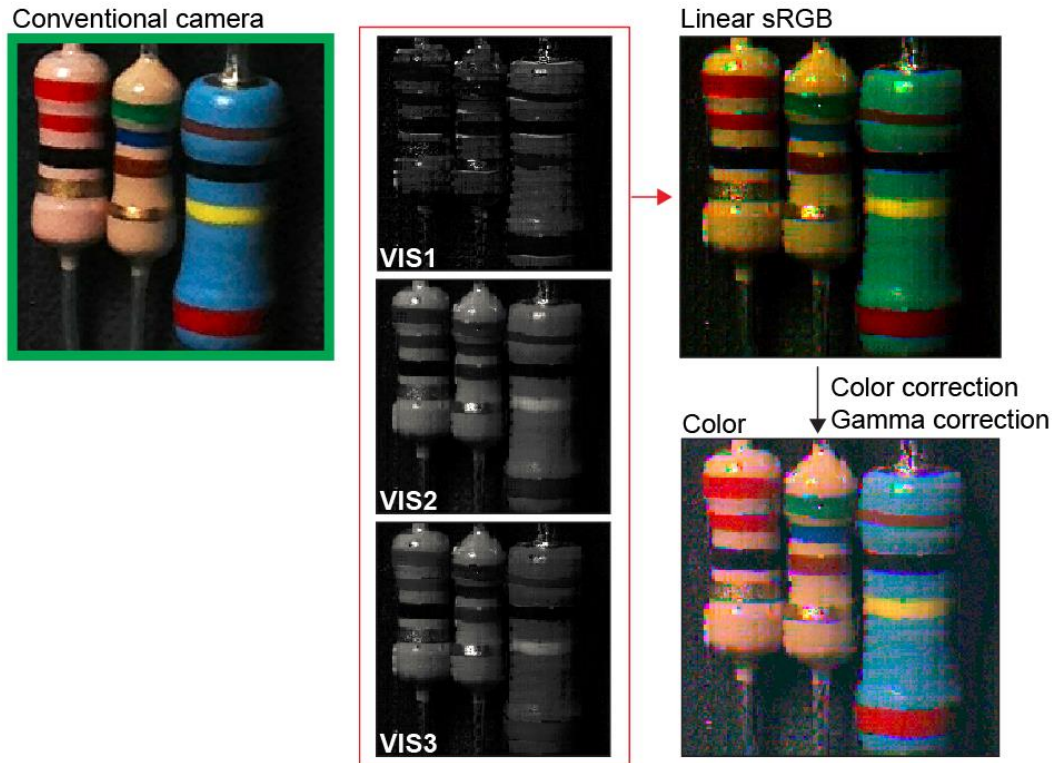 Conventional camera
VIS1
VIS2
VIS3
Linear sRGB
Color correction
Gamma correction
Color